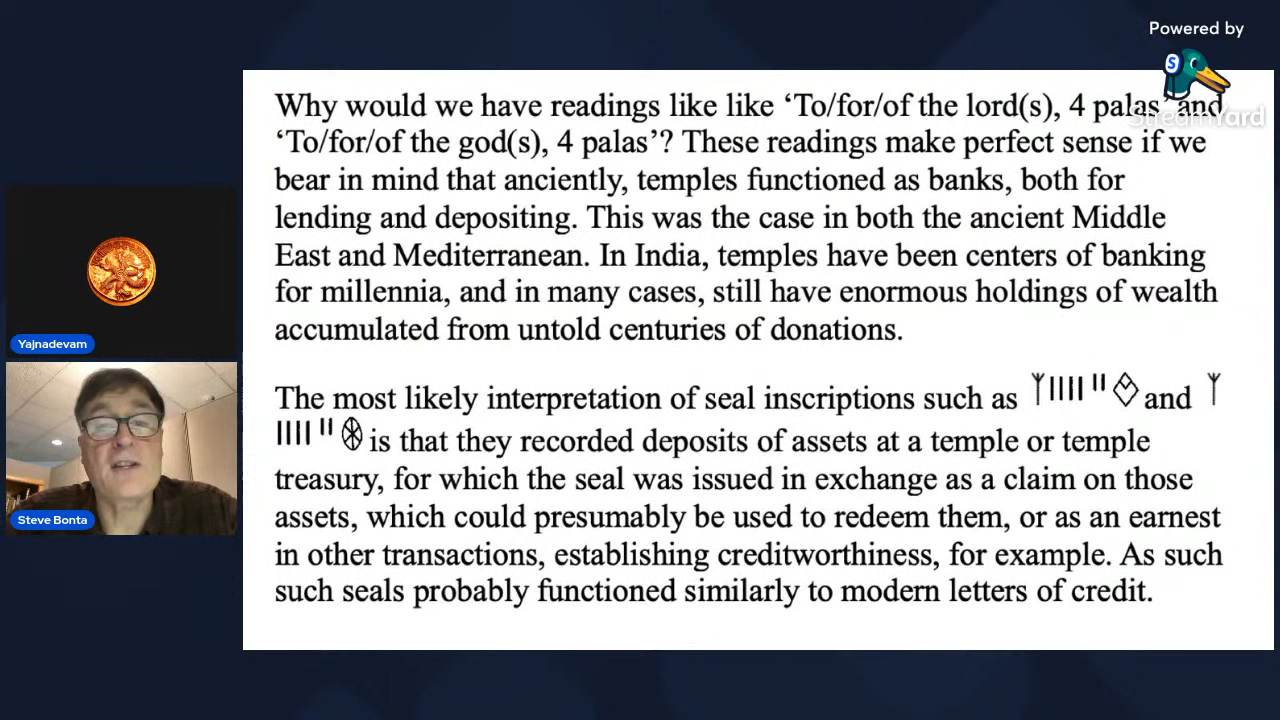 Powered by
StreamYard
Why would we have readings like like ‘To/for/of the lord(s), 4 palas’ and
‘To/for/of the god(s), 4 palas’? These readings make perfect sense if we
bear in mind that anciently, temples functioned as banks, both for
lending and depositing. This was the case in both the ancient Middle
East and Mediterranean. In India, temples have been centers of banking
for millennia, and in many cases, still have enormous holdings of wealth
accumulated from untold centuries of donations.
The most likely interpretation of seal inscriptions such as and
is that they recorded deposits of assets at a temple or temple
treasury, for which the seal was issued in exchange as a claim on those
assets, which could presumably be used to redeem them, or as an earnest
in other transactions, establishing creditworthiness, for example. As such
such seals probably functioned similarly to modern letters of credit.
Yajnadevam
Steve Bonta